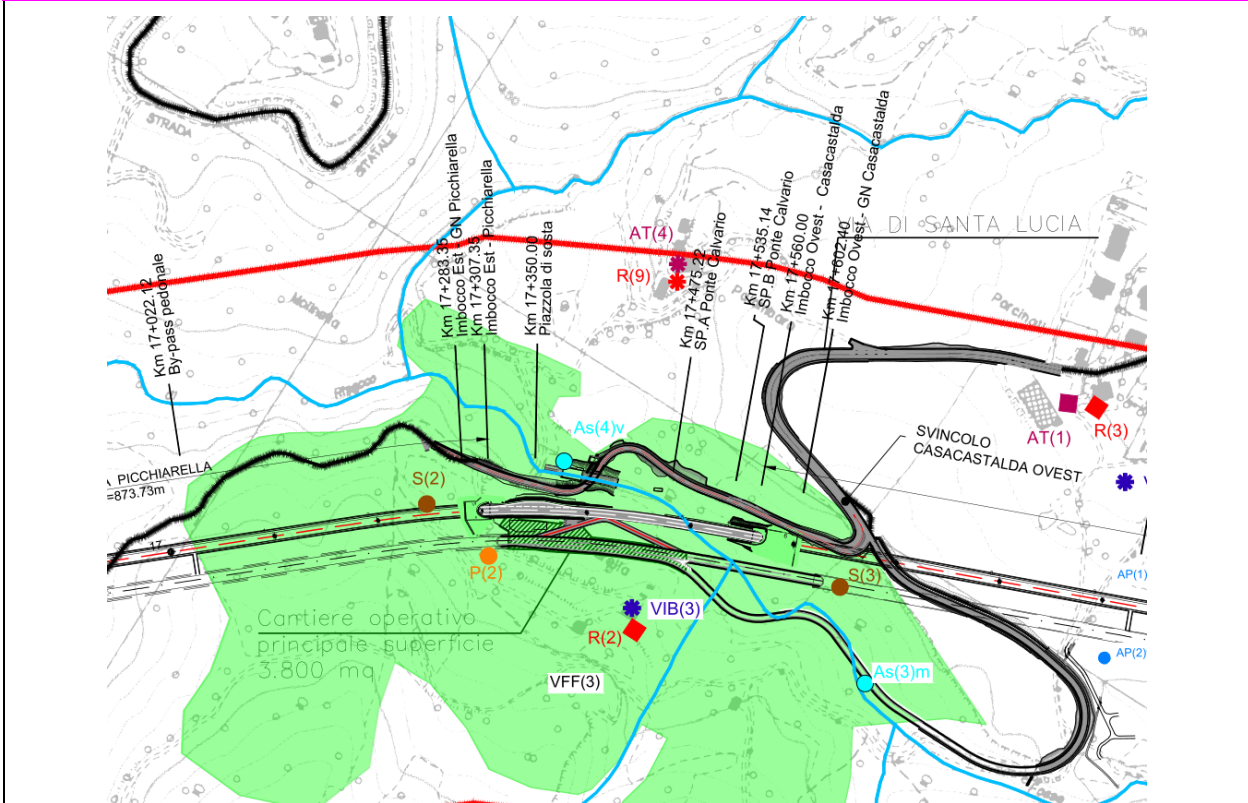 STRADA
STATALE
Km 17+022.12
By-pass pedonale
Km 17+283.35
Imbocco Est - GN Picchiarella
Km 17+307.35
Imbocco Est - Picchiarella
Km 17+350.00
Piazzola di sosta
AT(4)
R(9)
Km 17+475.22
SP.A Ponte Calvario
Km 17+535.14
SP.B Ponte Calvario
Km 17+560.00
Imbocco Ovest - Casacastalda
Km 17+602.40
Imbocco Ovest - GN Casacastalda
DI SANTA LUCIA
Molinella
AT(1)
R(3)
SVINCOLO
CASACASTALDA OVEST
As(4)v
A PICCHIARELLA
=873.73m
S(2)
17
P(2)
S(3)
AP(1)
AP(2)
VIB(3)
R(2)
VFF(3)
As(3)m
Cantiere operativo
principale superficie
3.800 mq
Fosso